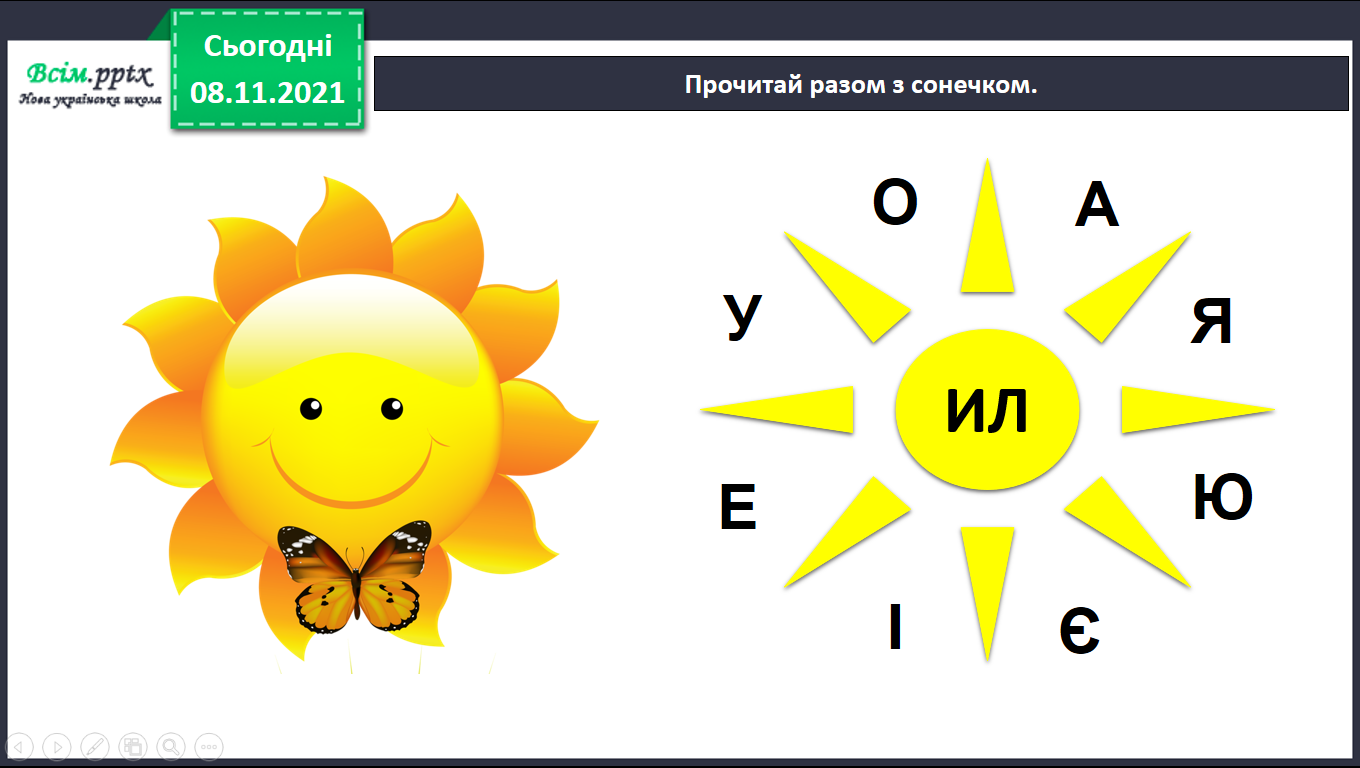 Сьогодні
08.11.2021
Всім.pptx
Нова українська школа
Прочитай разом з сонечком.
О
А
У
Я
ИЛ
Е
Ю
І
Є